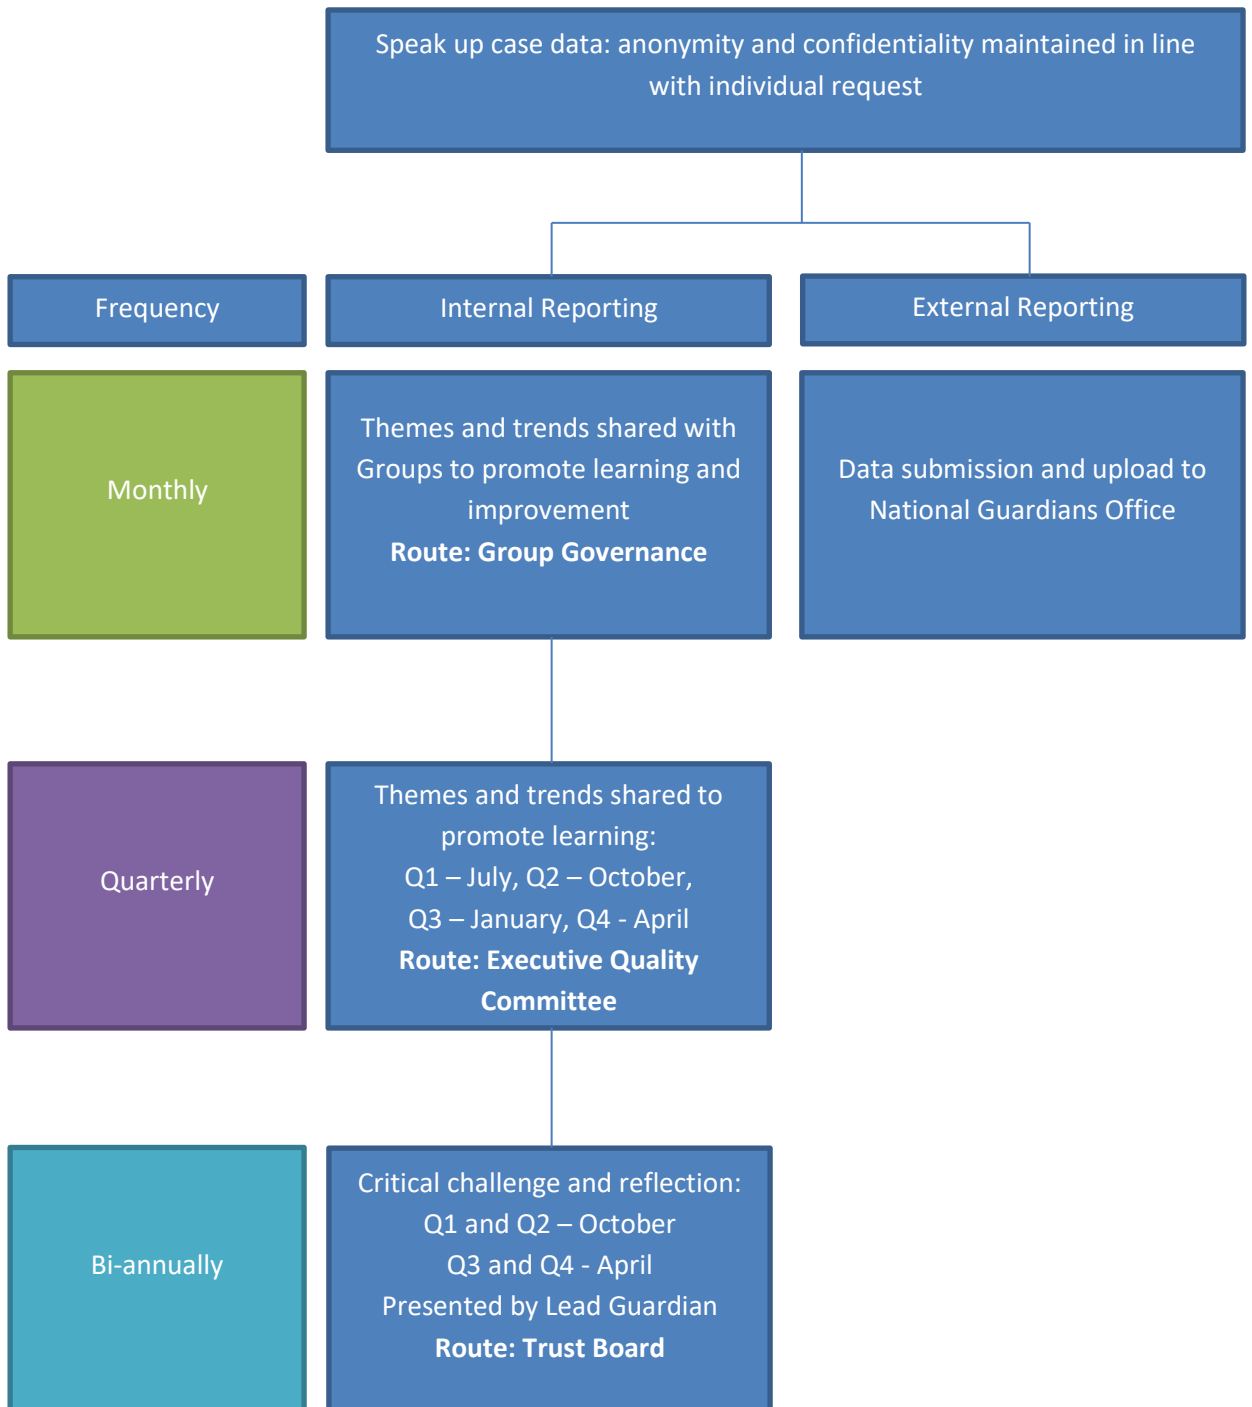 Speak up case data: anonymity and confidentiality maintained in line
with individual request
Frequency
Internal Reporting
External Reporting
Monthly
Themes and trends shared with
Groups to promote learning and
improvement
Route: Group Governance
Data submission and upload to
National Guardians Office
Quarterly
Themes and trends shared to
promote learning:
Q1 – July, Q2 – October,
Q3 – January, Q4 - April
Route: Executive Quality
Committee
Bi-annually
Critical challenge and reflection:
Q1 and Q2 – October
Q3 and Q4 - April
Presented by Lead Guardian
Route: Trust Board